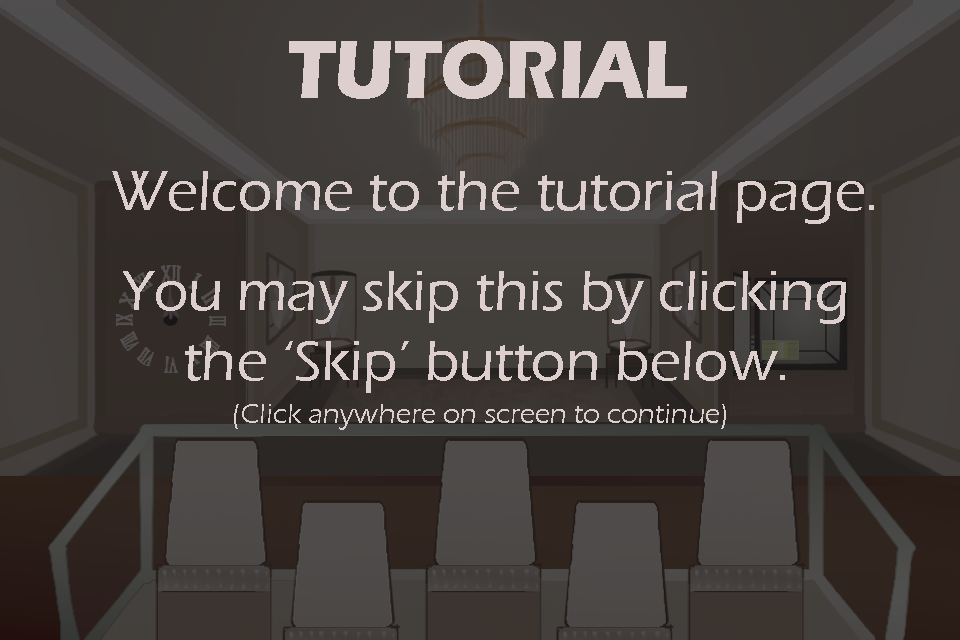 TUTORIAL
Welcome to the tutorial page.
You may skip this by clicking
the ‘Skip’ button below.
(Click anywhere on screen to continue)